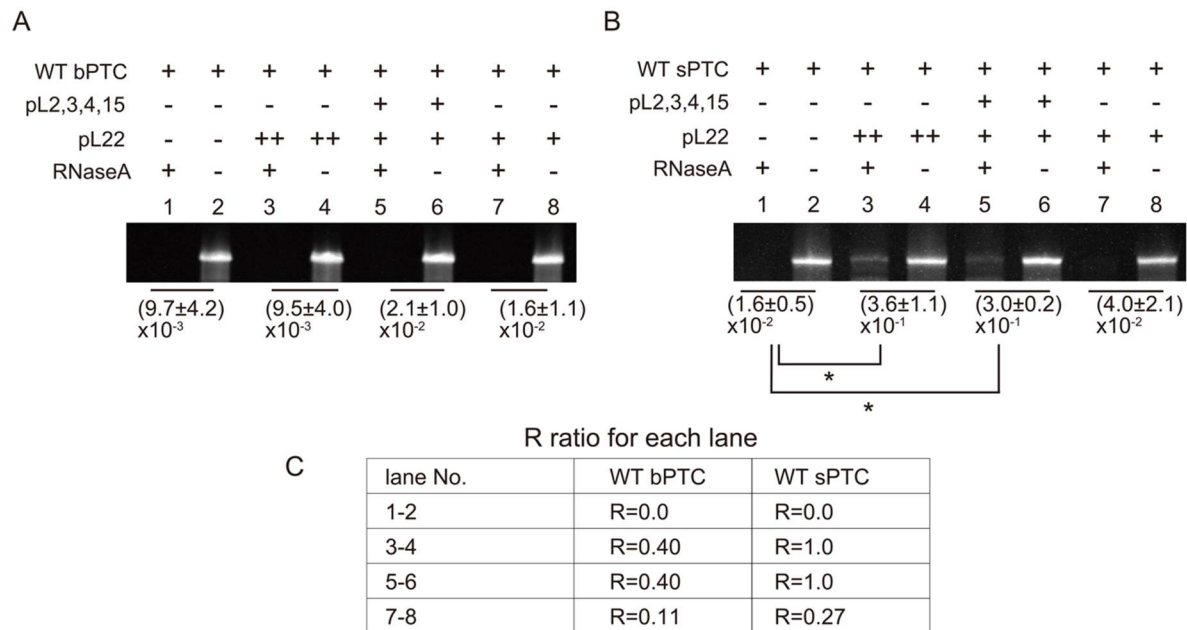 A
WT bPTC + + + + + + + +
pL2,3,4,15 - - - - + + - -
pL22 - - ++ ++ + + + +
RNaseA + - + - + - + -
1 2 3 4 5 6 7 8
(9.7±4.2) x10-3
(9.5±4.0) x10-3
(2.1±1.0) x10-2
(1.6±1.1) x10-2
B
WT sPTC + + + + + + + +
pL2,3,4,15 - - - - + + - -
pL22 - - ++ ++ + + + +
RNaseA + - + - + - + -
1 2 3 4 5 6 7 8
(1.6±0.5) x10-2
(3.6±1.1) x10-1
(3.0±0.2) x10-1
(4.0±2.1) x10-2
*
*
R ratio for each lane
C
lane No. WT bPTC WT sPTC
1-2 R=0.0 R=0.0
3-4 R=0.40 R=1.0
5-6 R=0.40 R=1.0
7-8 R=0.11 R=0.27